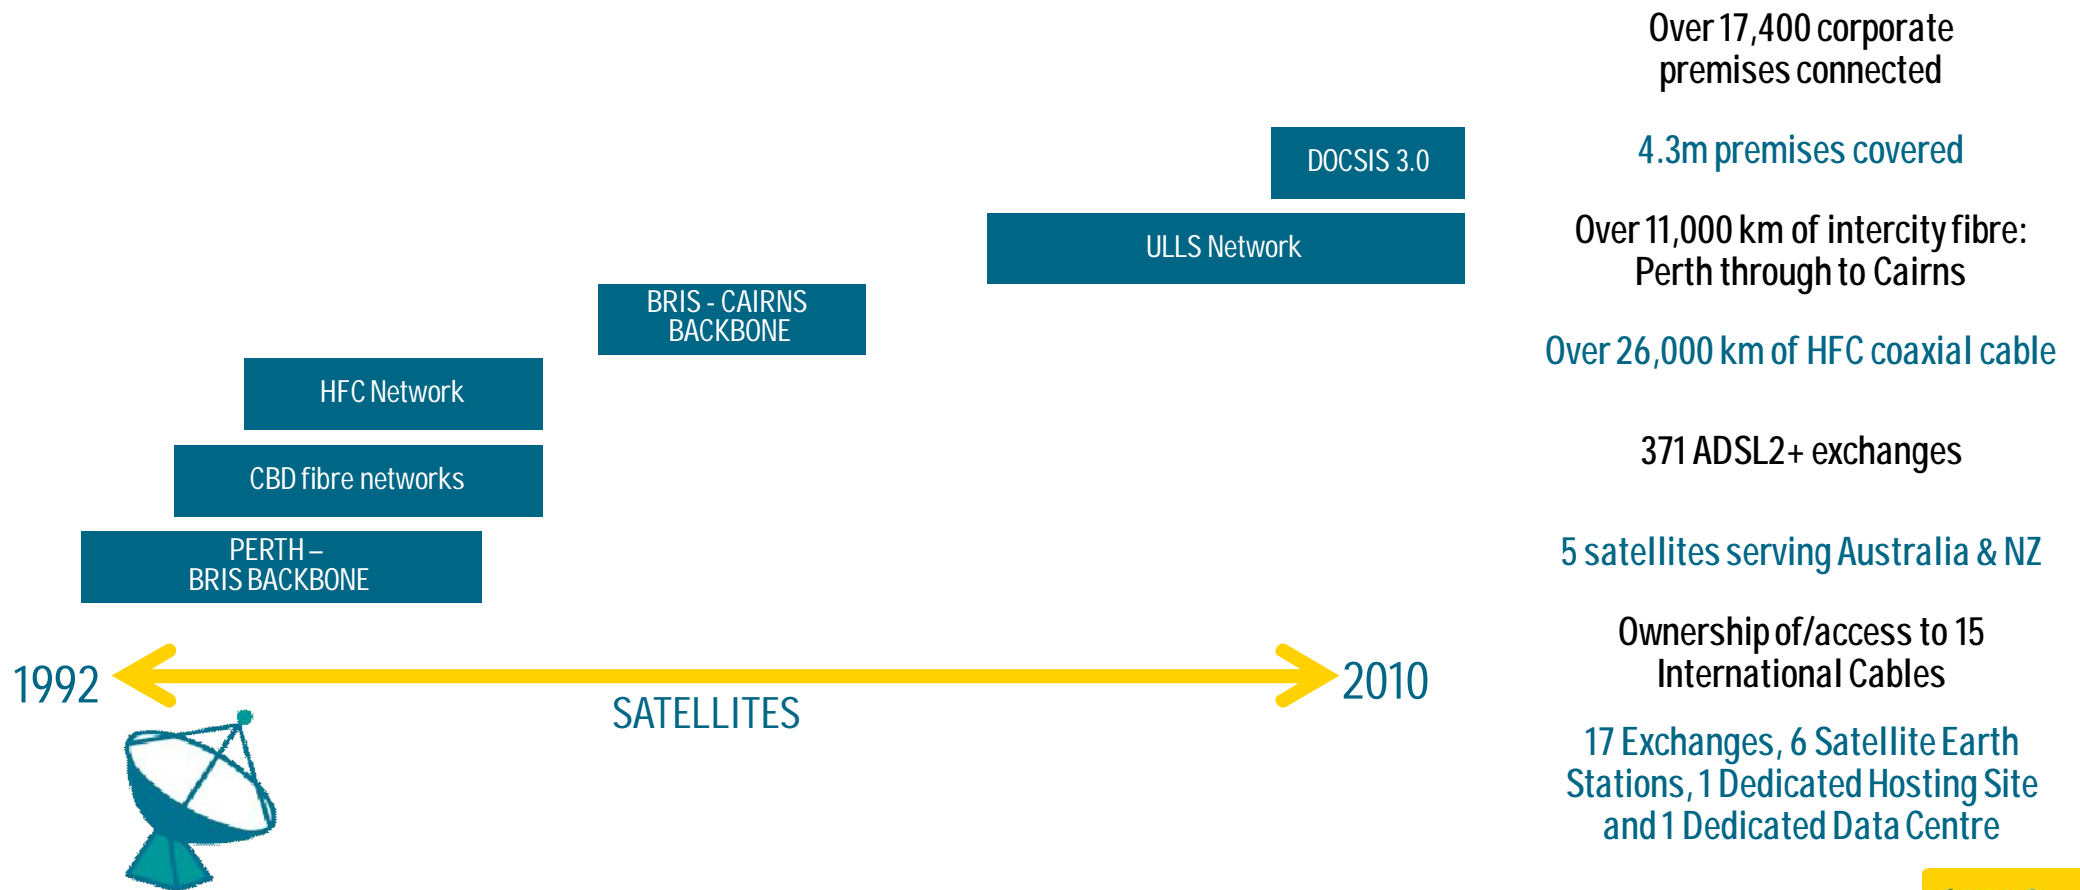 Over 17,400 corporate
premises connected
DOCSIS 3.0
4.3m premises covered
ULLS Network
Over 11,000 km of intercity fibre:
Perth through to Cairns
BRIS - CAIRNS
BACKBONE
Over 26,000 km of HFC coaxial cable
HFC Network
371 ADSL2+ exchanges
CBD fibre networks
PERTH –
BRIS BACKBONE
5 satellites serving Australia & NZ
Ownership of/access to 15
International Cables
1992
2010
SATELLITES
17 Exchanges, 6 Satellite Earth
Stations, 1 Dedicated Hosting Site
and 1 Dedicated Data Centre